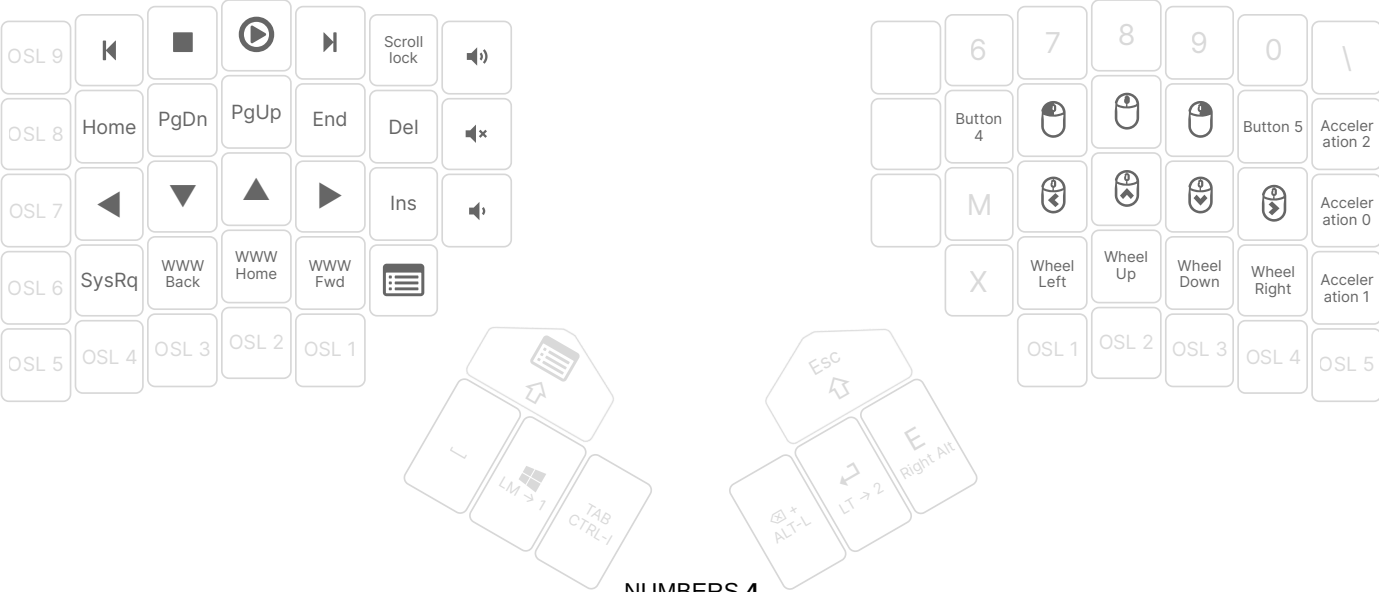 OSL 9
Scroll
lock
6
7
8
9
0
\
OSL 8
Home
PgDn
PgUp
End
Del
Button
4
Button 5
Acceler
ation 2
OSL 7
Ins
M
Acceler
ation 0
OSL 6
SysRq
WWW
Back
WWW
Home
WWW
Fwd
X
Wheel
Left
Wheel
Up
Wheel
Down
Wheel
Right
Acceler
ation 1
OSL 5
OSL 4
OSL 3
OSL 2
OSL 1
OSL 1
OSL 2
OSL 3
OSL 4
OSL 5
Esc
LM → 1
TAB
CTRL-I
+
ALT-L
LT → 2
E
Right Alt
NUMBERS 4